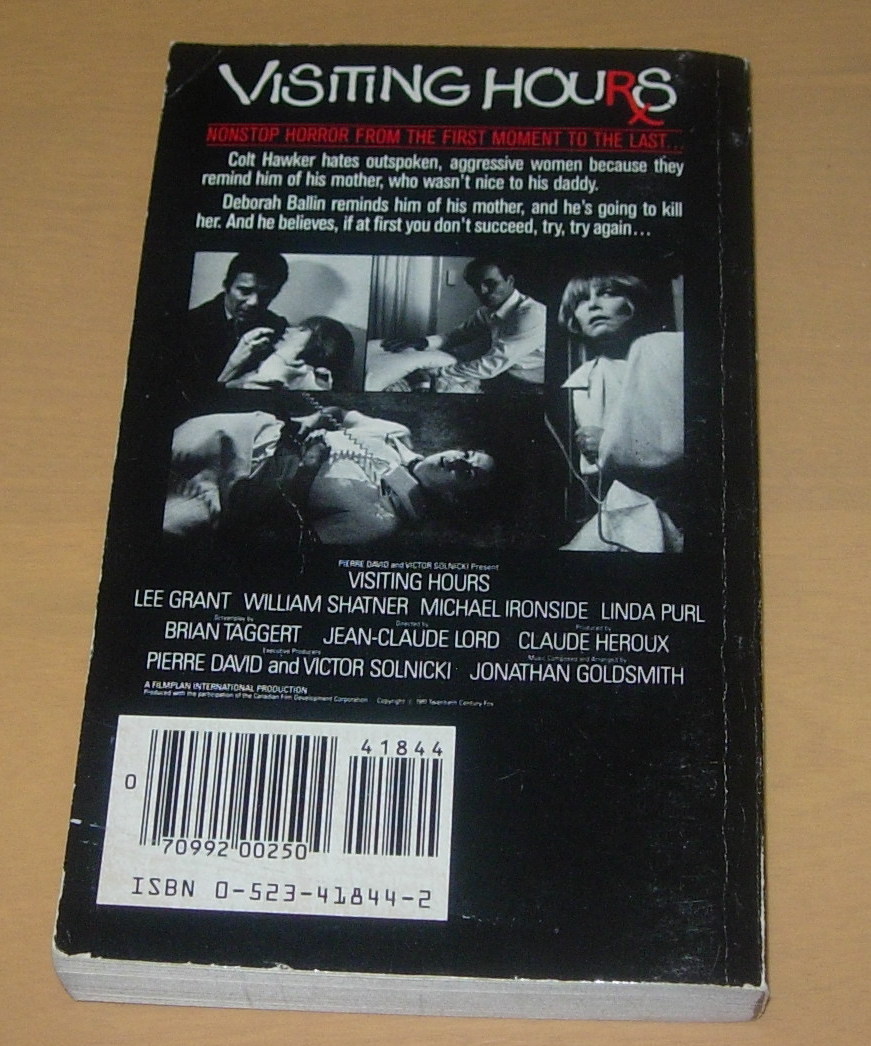 VISITING HOURS
NONSTOP HORROR FROM THE FIRST MOMENT TO THE LAST...
Colt Hawker hates outspoken, aggressive women because they
remind him of his mother, who wasn't nice to his daddy.
Deborah Ballin reminds him of his mother, and he's going to kill
her. And he believes, if at first you don't succeed, try, try again...
PIERRE DAVID and VICTOR SOLNICKI Present
VISITING HOURS
LEE GRANT WILLIAM SHATNER MICHAEL IRONSIDE LINDA PURL
Screenplay by Directed by Produced by
BRIAN TAGGERT JEAN-CLAUDE LORD CLAUDE HEROUX
Executive Producers Music Composed and Arranged by
PIERRE DAVID and VICTOR SOLNICKI JONATHAN GOLDSMITH
A FILMPLAN INTERNATIONAL PRODUCTION
Produced with the participation of the Canadian Film Development Corporation Copyright © 1981 Twentieth Century Fox
41844
0
70992 00250
ISBN 0-523-41844-2